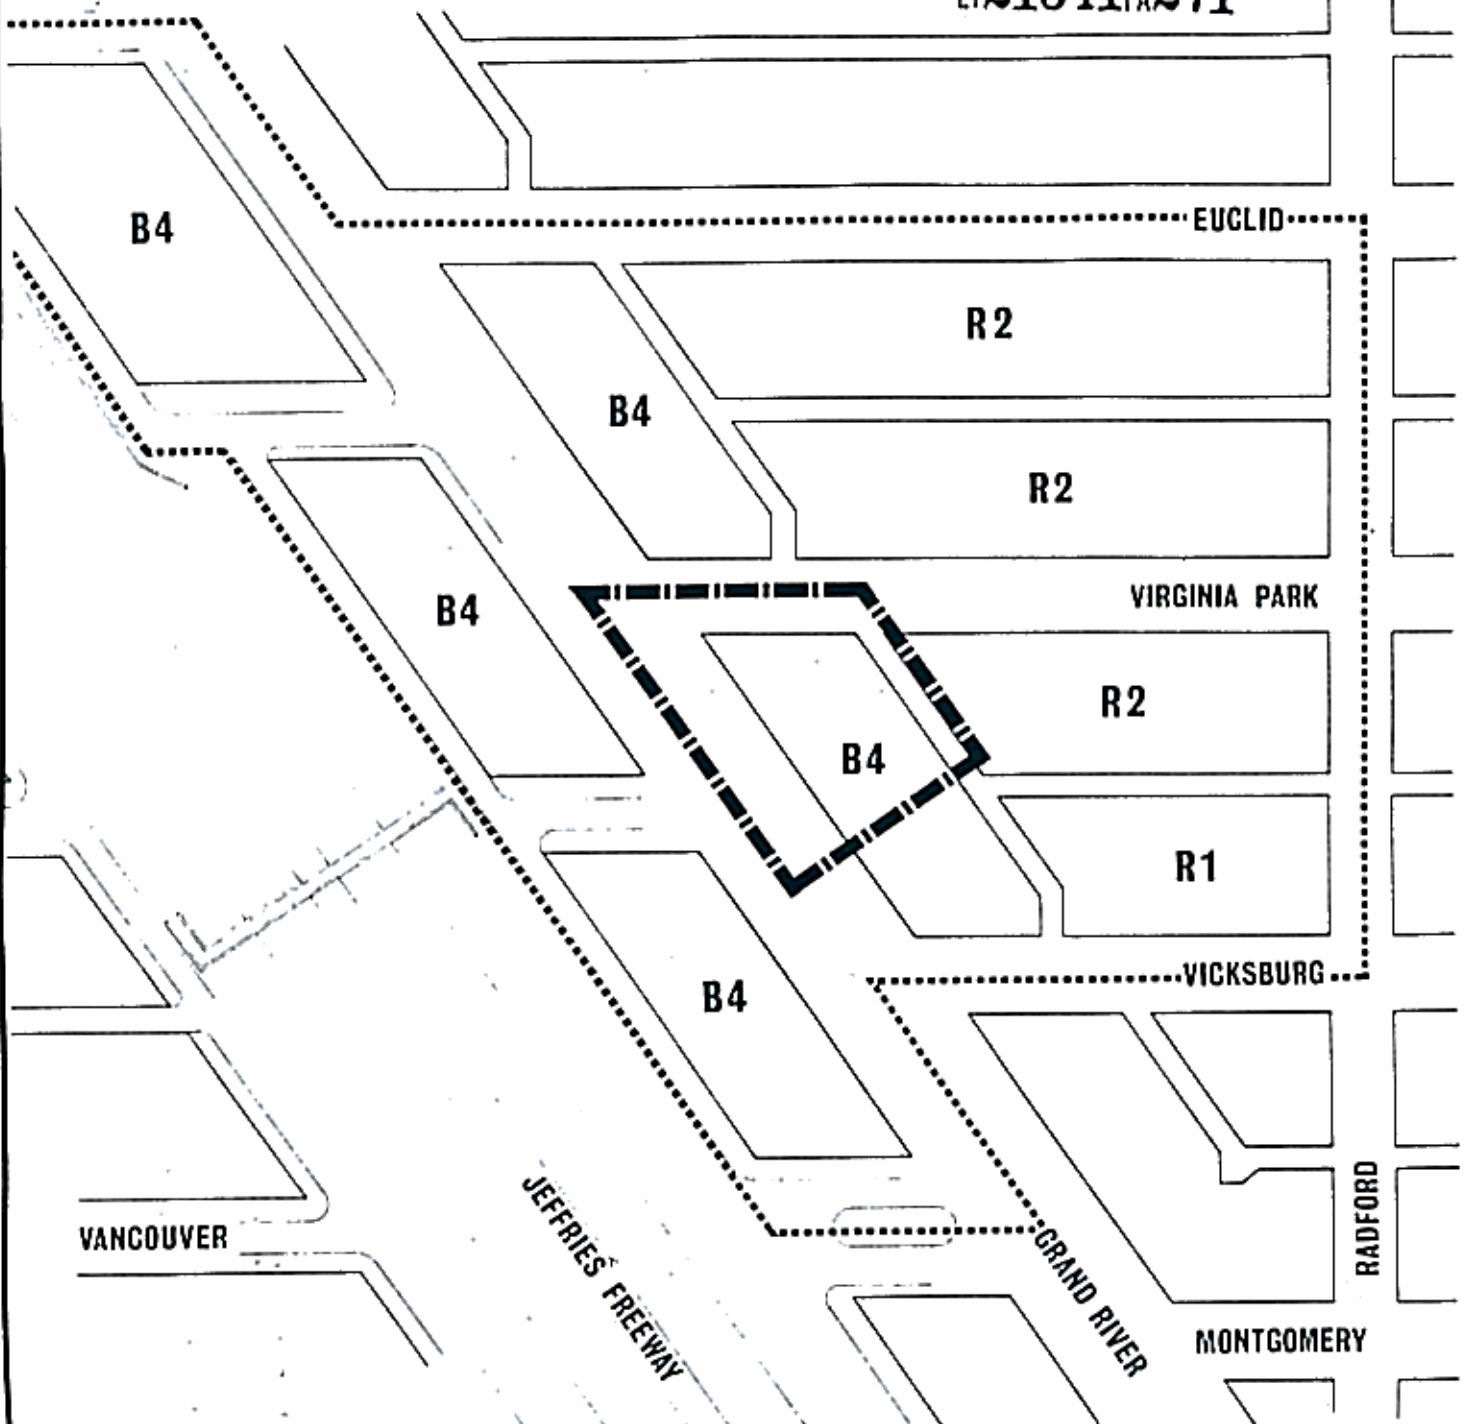 B4
EUCLID
R2
B4
R2
B4
VIRGINIA PARK
R2
B4
R1
VICKSBURG
B4
RADFORD
VANCOUVER
JEFFRIES FREEWAY
GRAND RIVER
MONTGOMERY